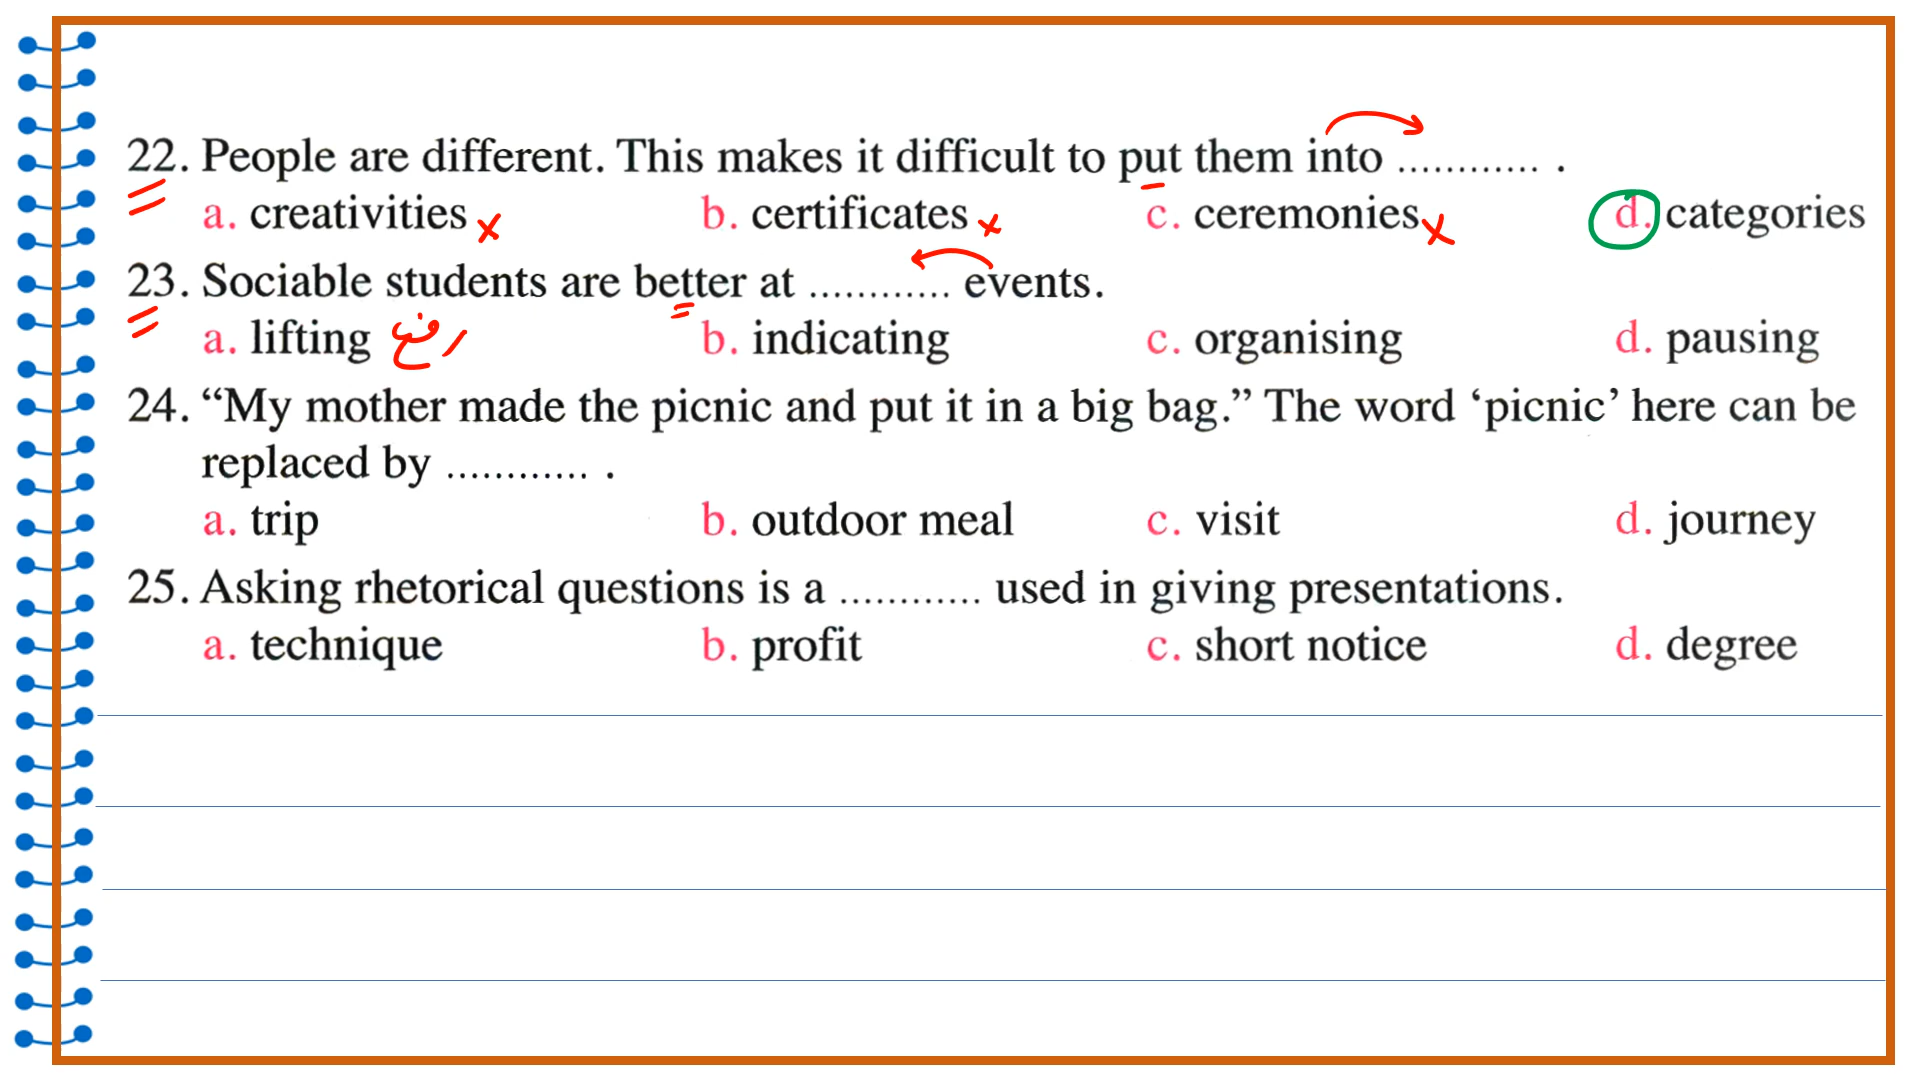 22. People are different. This makes it difficult to put them into ............ .
a. creativities x b. certificates x c. ceremonies x d. categories
23. Sociable students are better at ............ events.
a. lifting رفع b. indicating c. organising d. pausing
24. “My mother made the picnic and put it in a big bag.” The word ‘picnic’ here can be
replaced by ............ .
a. trip b. outdoor meal c. visit d. journey
25. Asking rhetorical questions is a ............ used in giving presentations.
a. technique b. profit c. short notice d. degree